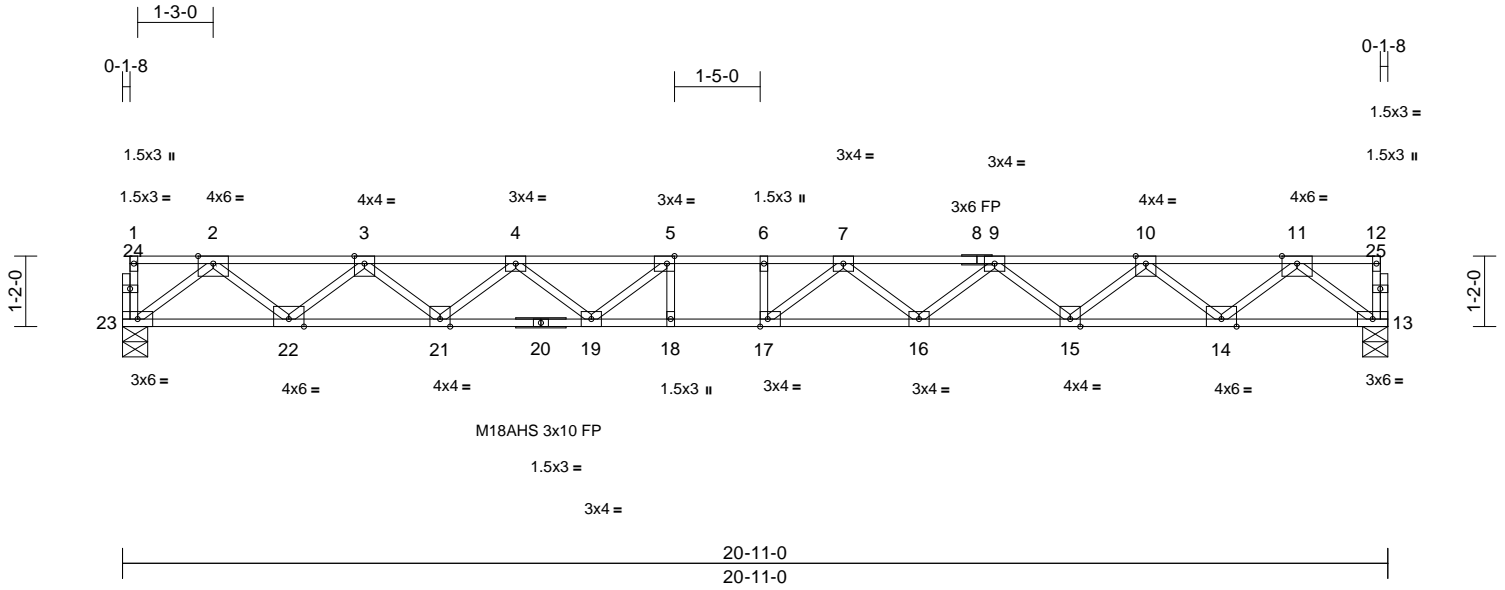 1-3-0
0-1-8
0-1-8
1-5-0
1.5x3 =
1.5x3 ॥
3x4 =
3x4 =
1.5x3 ॥
1.5x3 =
4x6 =
4x4 =
3x4 =
3x4 =
1.5x3 ॥
3x6 FP
4x4 =
4x6 =
1
2
3
4
5
6
7
8
9
10
11
12
24
25
1-2-0
1-2-0
23
13
22
21
20
19
18
17
16
15
14
3x6 =
4x6 =
4x4 =
1.5x3 ॥
3x4 =
3x4 =
4x4 =
4x6 =
3x6 =
M18AHS 3x10 FP
1.5x3 =
3x4 =
20-11-0
20-11-0